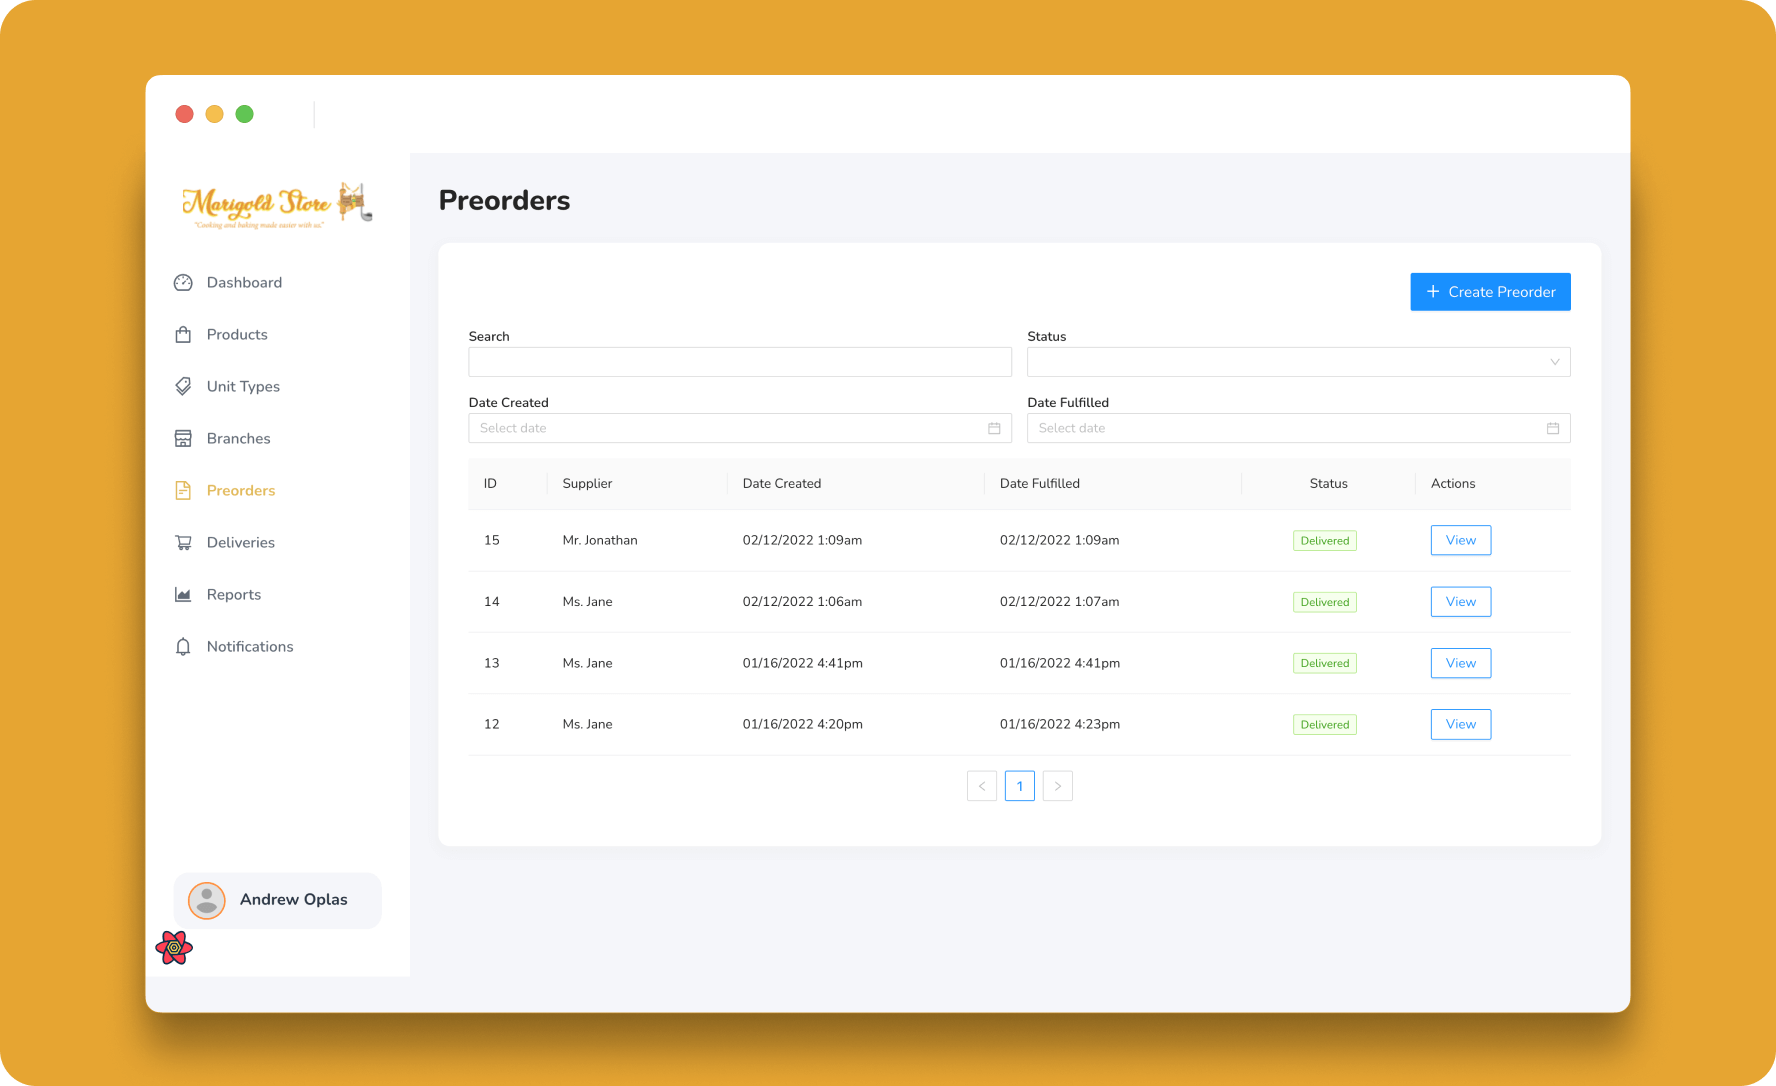 Marigold Store
"Cooking and baking made easier with us."
Dashboard
Products
Unit Types
Branches
Preorders
Deliveries
Reports
Notifications
Andrew Oplas
Preorders
+ Create Preorder
Search Status
Date Created Date Fulfilled
Select date Select date
ID Supplier Date Created Date Fulfilled Status Actions
15 Mr. Jonathan 02/12/2022 1:09am 02/12/2022 1:09am Delivered View
14 Ms. Jane 02/12/2022 1:06am 02/12/2022 1:07am Delivered View
13 Ms. Jane 01/16/2022 4:41pm 01/16/2022 4:41pm Delivered View
12 Ms. Jane 01/16/2022 4:20pm 01/16/2022 4:23pm Delivered View
< 1 >